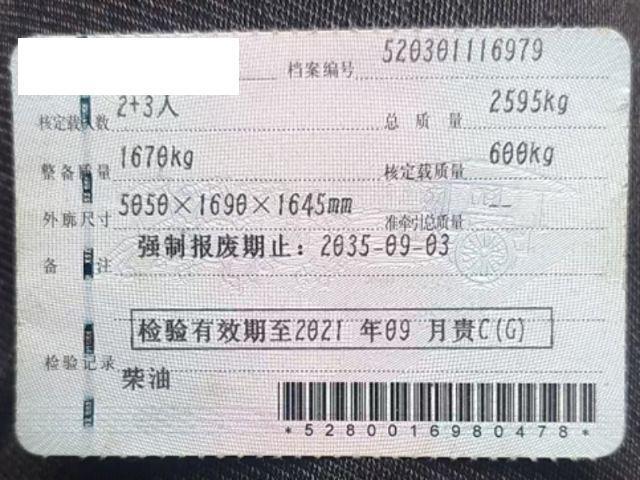 档案编号 520301116979
核定载人数 2+3人 总质量 2595kg
整备质量 1670kg 核定载质量 600kg
外廓尺寸 5050×1690×1645mm 准牵引总质量 --
备注 强制报废期止：2035-09-03
检验有效期至2021 年09 月贵C(G)
检验记录
柴油
*5280016980478*